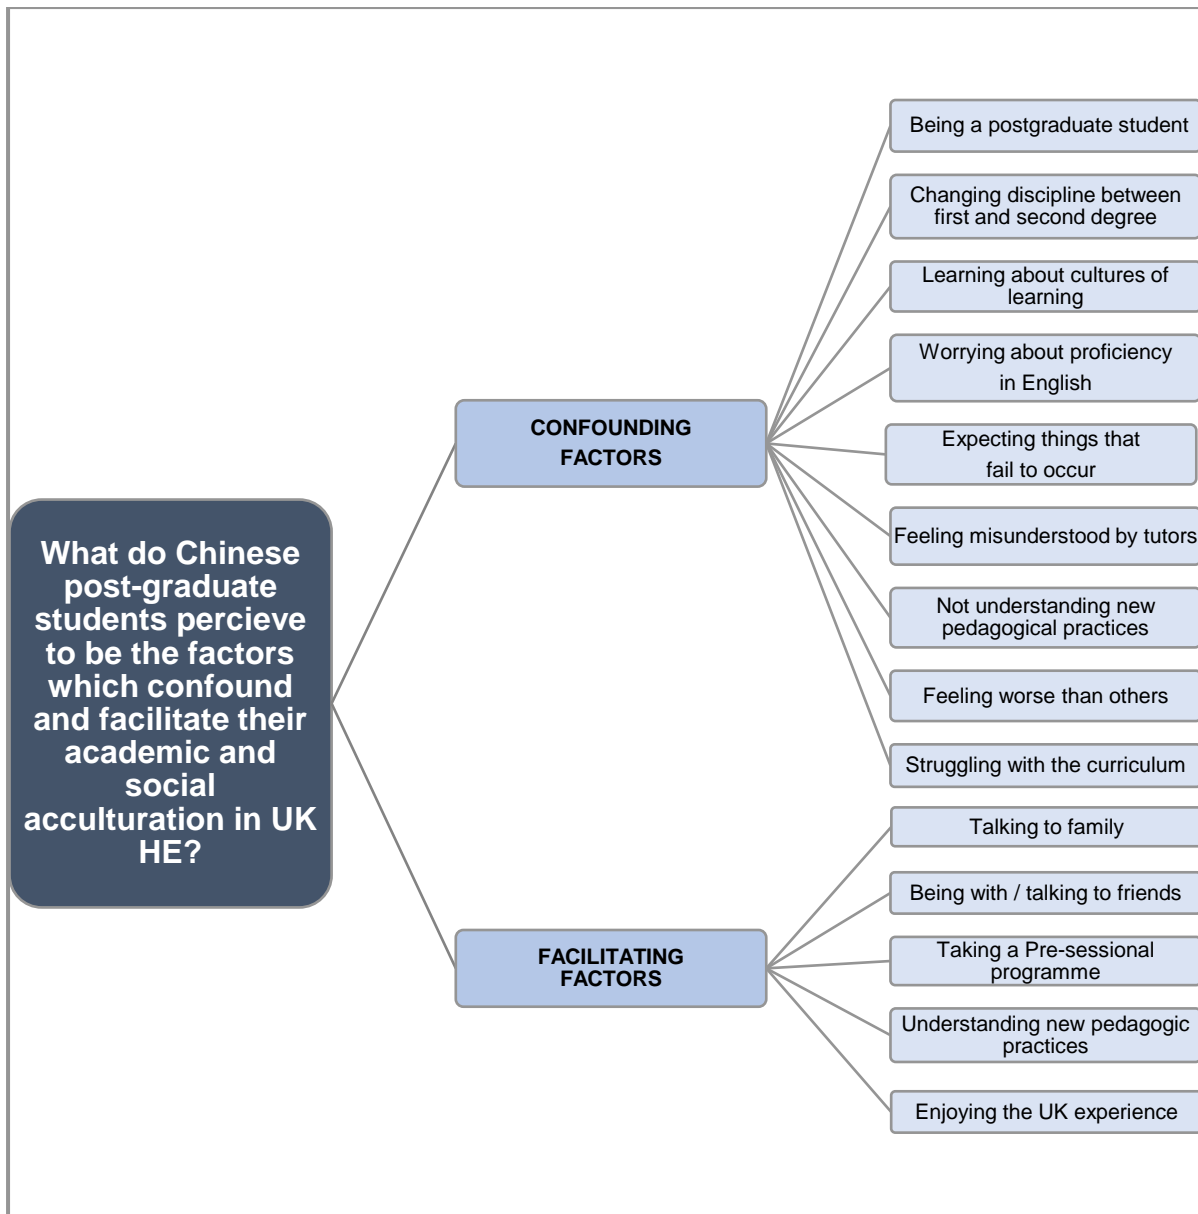 What do Chinese
post-graduate
students percieve
to be the factors
which confound
and facilitate their
academic and
social
acculturation in UK
HE?
CONFOUNDING
FACTORS
Being a postgraduate student
Changing discipline between
first and second degree
Learning about cultures of
learning
Worrying about proficiency
in English
Expecting things that
fail to occur
Feeling misunderstood by tutors
Not understanding new
pedagogical practices
Feeling worse than others
Struggling with the curriculum
FACILITATING
FACTORS
Talking to family
Being with / talking to friends
Taking a Pre-sessional
programme
Understanding new pedagogic
practices
Enjoying the UK experience